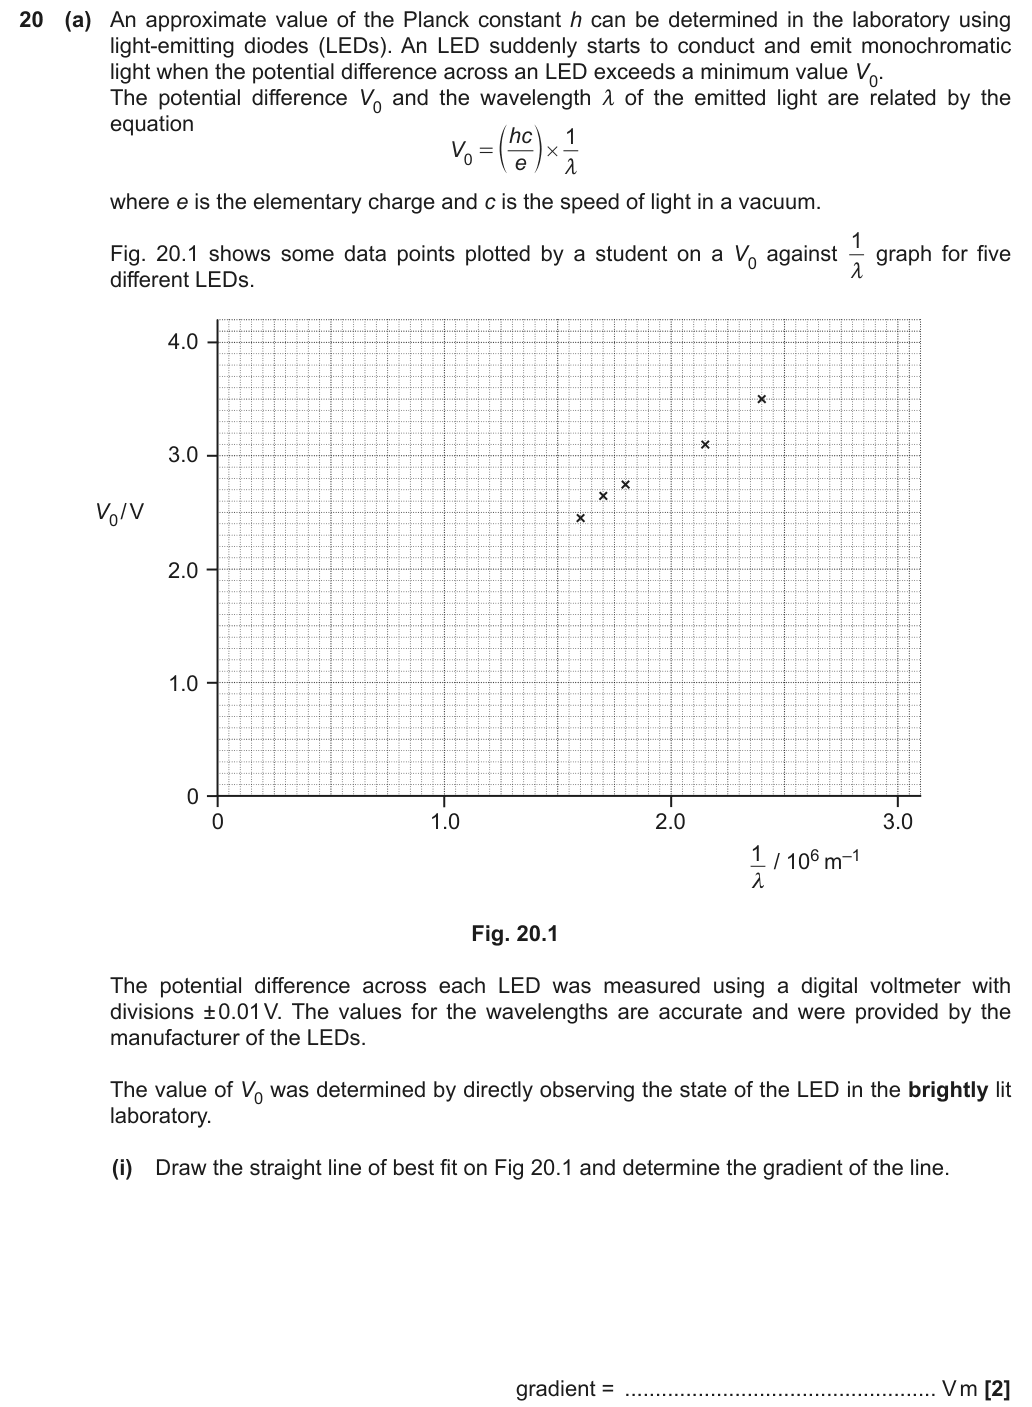 20 (a) An approximate value of the Planck constant h can be determined in the laboratory using
light-emitting diodes (LEDs). An LED suddenly starts to conduct and emit monochromatic
light when the potential difference across an LED exceeds a minimum value V₀.
The potential difference V₀ and the wavelength λ of the emitted light are related by the
equation
V₀ = (hc/e) × 1/λ
where e is the elementary charge and c is the speed of light in a vacuum.
Fig. 20.1 shows some data points plotted by a student on a V₀ against 1/λ graph for five
different LEDs.
4.0
3.0
V₀/V
2.0
1.0
0
0 1.0 2.0 3.0
1/λ / 10⁶ m⁻¹
Fig. 20.1
The potential difference across each LED was measured using a digital voltmeter with
divisions ±0.01 V. The values for the wavelengths are accurate and were provided by the
manufacturer of the LEDs.
The value of V₀ was determined by directly observing the state of the LED in the brightly lit
laboratory.
(i) Draw the straight line of best fit on Fig 20.1 and determine the gradient of the line.
gradient = .................................................. V m [2]